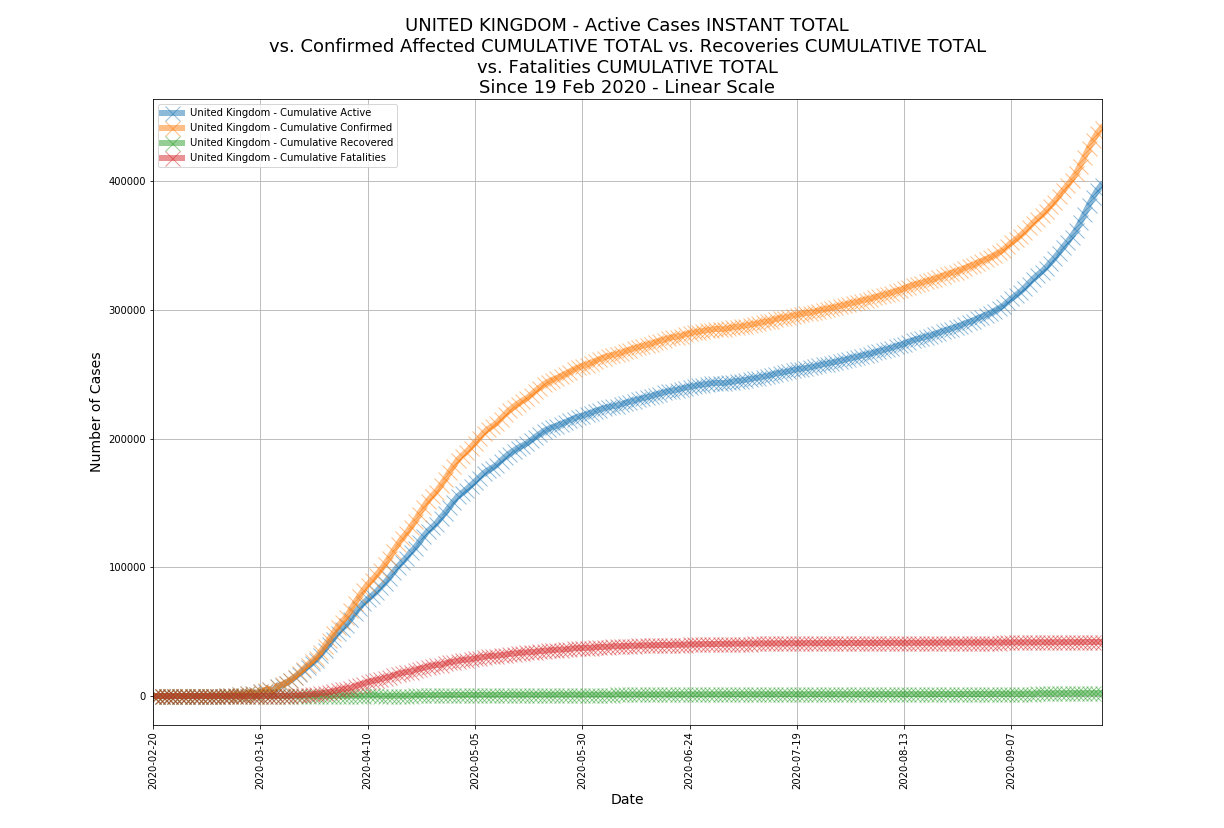 UNITED KINGDOM - Active Cases INSTANT TOTAL
vs. Confirmed Affected CUMULATIVE TOTAL vs. Recoveries CUMULATIVE TOTAL
vs. Fatalities CUMULATIVE TOTAL
Since 19 Feb 2020 - Linear Scale
United Kingdom - Cumulative Active
United Kingdom - Cumulative Confirmed
United Kingdom - Cumulative Recovered
United Kingdom - Cumulative Fatalities
Number of Cases
400000
300000
200000
100000
0
2020-02-20
2020-03-16
2020-04-10
2020-05-05
2020-05-30
2020-06-24
2020-07-19
2020-08-13
2020-09-07
Date